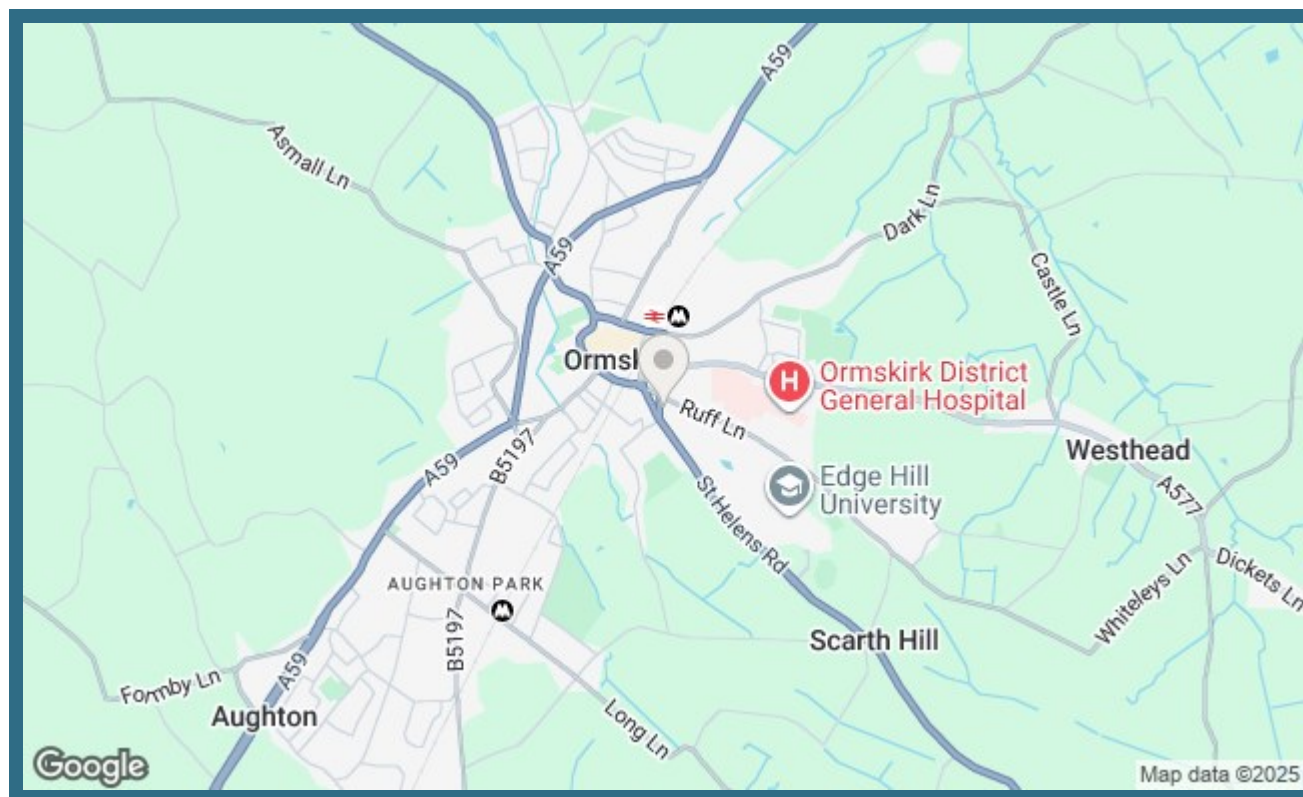 A59
Asmall Ln
Dark Ln
A59
Castle Ln
Ormsk
Ormskirk District
General Hospital
Ruff Ln
Westhead
A59
B5197
Edge Hill
University
A577
St Helens Rd
Dickets Ln
Whiteleys Ln
AUGHTON PARK
B5197
Scarth Hill
Formby Ln
A59
Aughton
Long Ln
Google
Map data ©2025
H